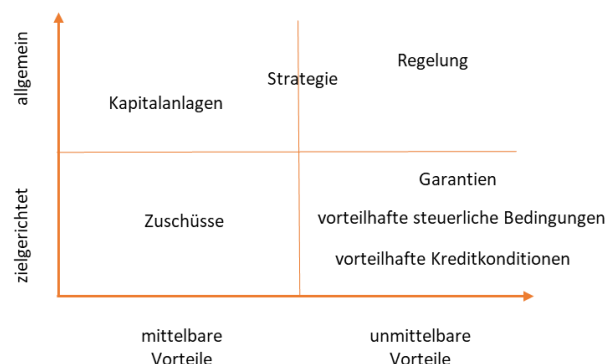 allgemein
Regelung
Strategie
Kapitalanlagen
zielgerichtet
Garantien
Zuschüsse
vorteilhafte steuerliche Bedingungen
vorteilhafte Kreditkonditionen
mittelbare
Vorteile
unmittelbare
Vorteile